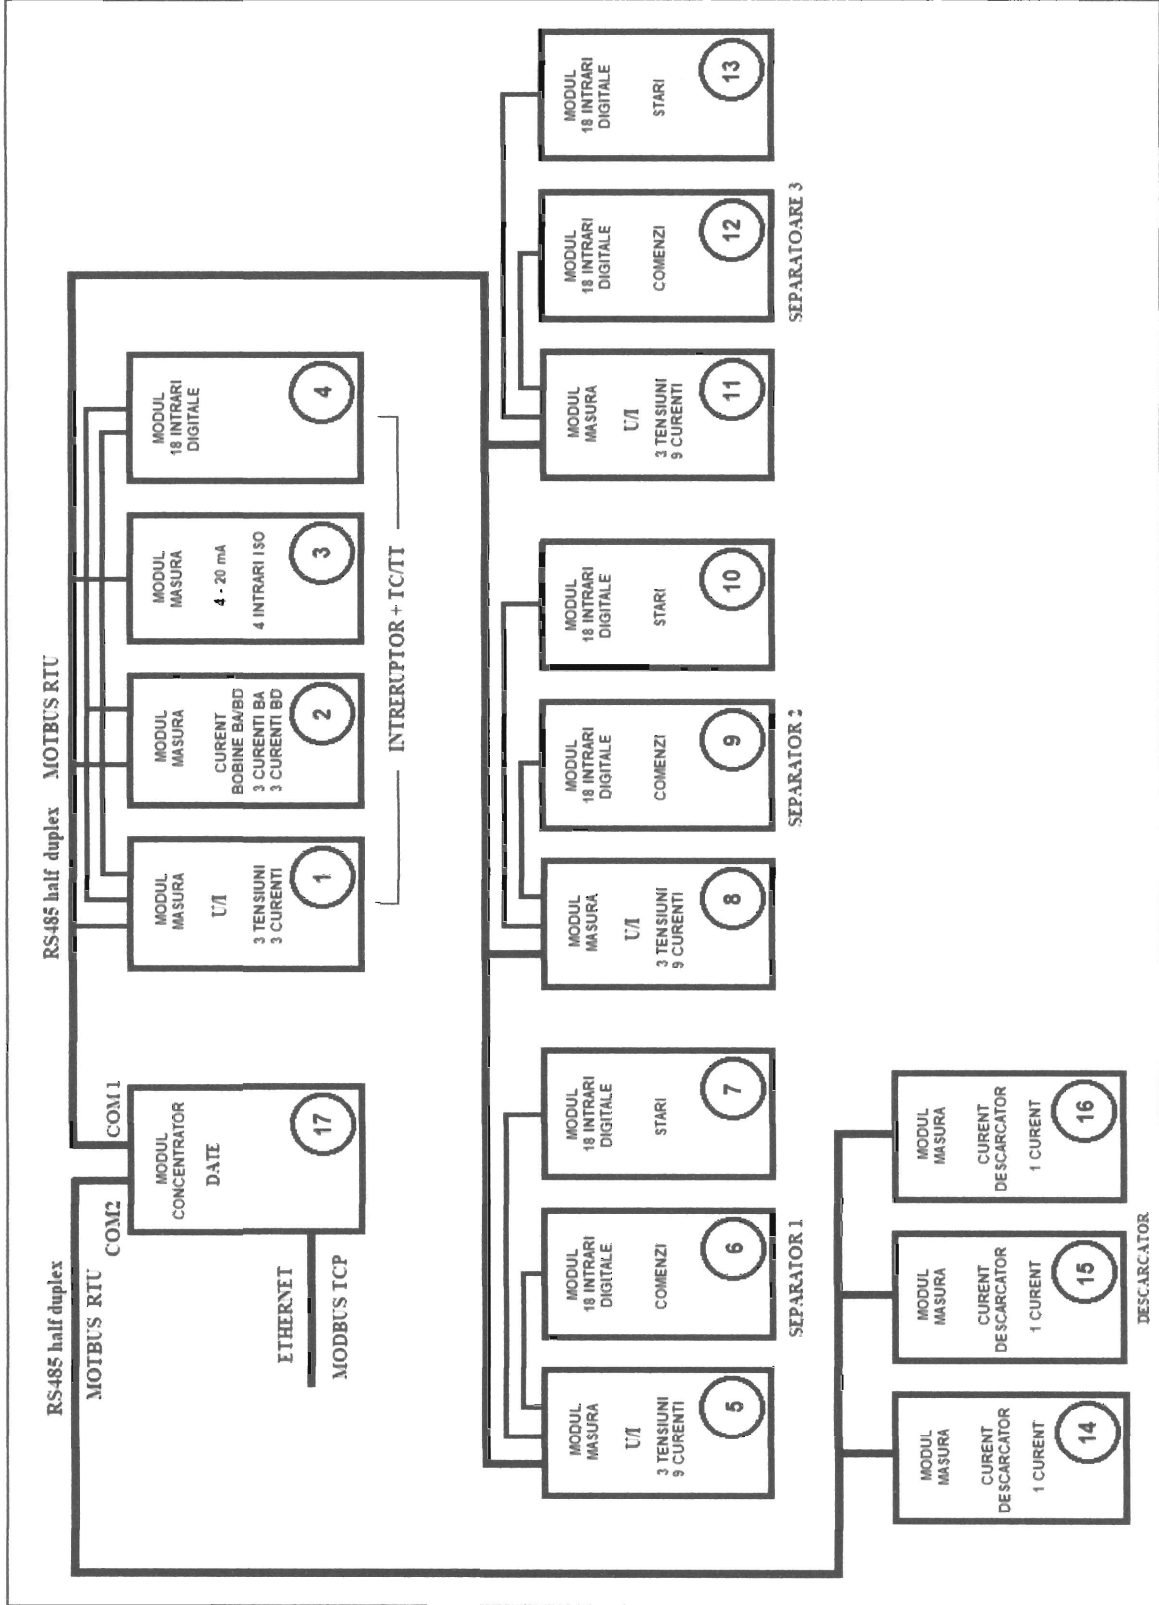 RS485 half duplex
MOTBUS RTU
COM2
COM 1
RS485 half duplex MOTBUS RTU
MODUL
CONCENTRATOR
DATE
17
ETHERNET
MODBUS TCP
MODUL
MASURA
U/I
3 TENSIUNI
3 CURENTI
1
MODUL
MASURA
CURENT
BOBINE BA/BD
3 CURENTI BA
3 CURENTI BD
2
MODUL
MASURA
4 - 20 mA
4 INTRARI ISO
3
MODUL
18 INTRARI
DIGITALE
4
INTRERUPTOR + TC/TT
MODUL
MASURA
U/I
3 TENSIUNI
9 CURENTI
5
MODUL
18 INTRARI
DIGITALE
COMENZI
6
MODUL
18 INTRARI
DIGITALE
STARI
7
SEPARATOR 1
MODUL
MASURA
U/I
3 TENSIUNI
9 CURENTI
8
MODUL
18 INTRARI
DIGITALE
COMENZI
9
MODUL
18 INTRARI
DIGITALE
STARI
10
SEPARATOR 2
MODUL
MASURA
U/I
3 TENSIUNI
9 CURENTI
11
MODUL
18 INTRARI
DIGITALE
COMENZI
12
MODUL
18 INTRARI
DIGITALE
STARI
13
SEPARATOARE 3
MODUL
MASURA
CURENT
DESCARCATOR
1 CURENT
14
MODUL
MASURA
CURENT
DESCARCATOR
1 CURENT
15
MODUL
MASURA
CURENT
DESCARCATOR
1 CURENT
16
DESCARCATOR